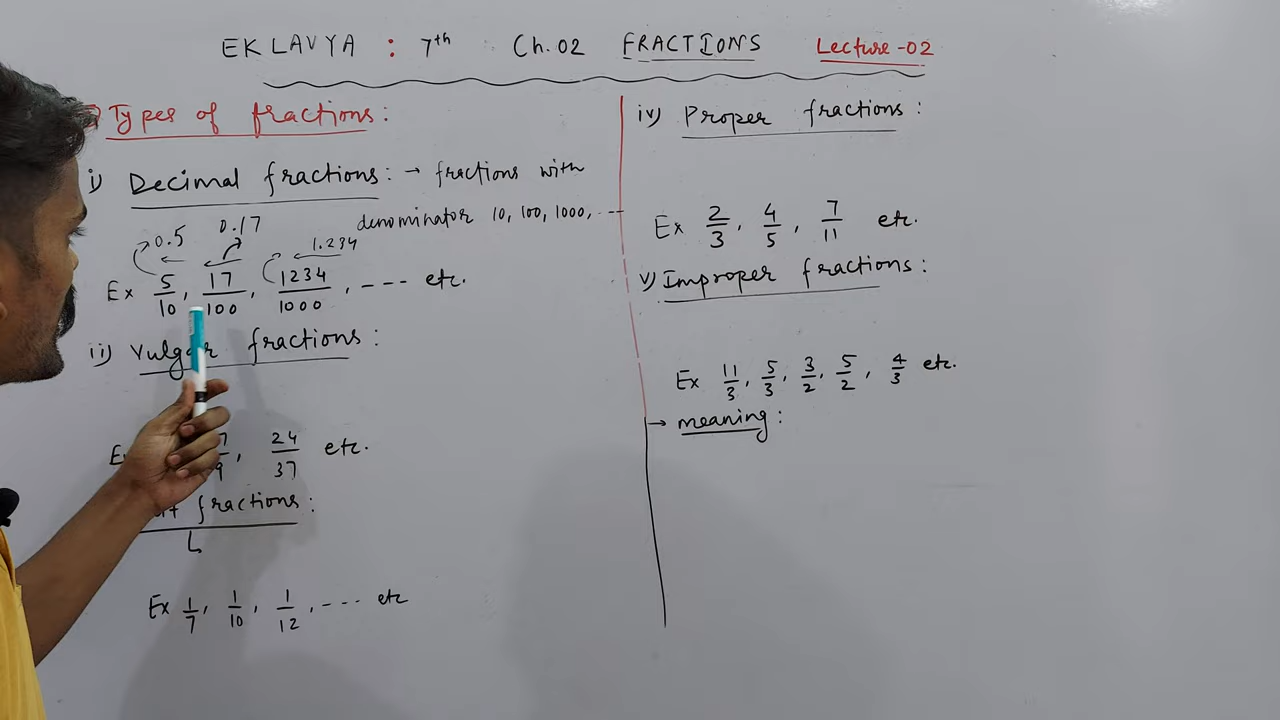 EKLAVYA : 7th Ch.02 FRACTIONS Lecture-02
Types of fractions:
i) Decimal fractions: → fractions with
denominator 10, 100, 1000, ---
0.5 0.17 1.234
Ex 5/10, 17/100, 1234/1000, ---- etc.
ii) Vulgar fractions:
24/37 etc.
fractions:
Ex 1/7, 1/10, 1/12, ---- etc
iv) Proper fractions:
Ex 2/3, 4/5, 7/11 etc.
v) Improper fractions:
Ex 11/3, 5/3, 3/2, 5/2, 4/3 etc.
→ meaning: